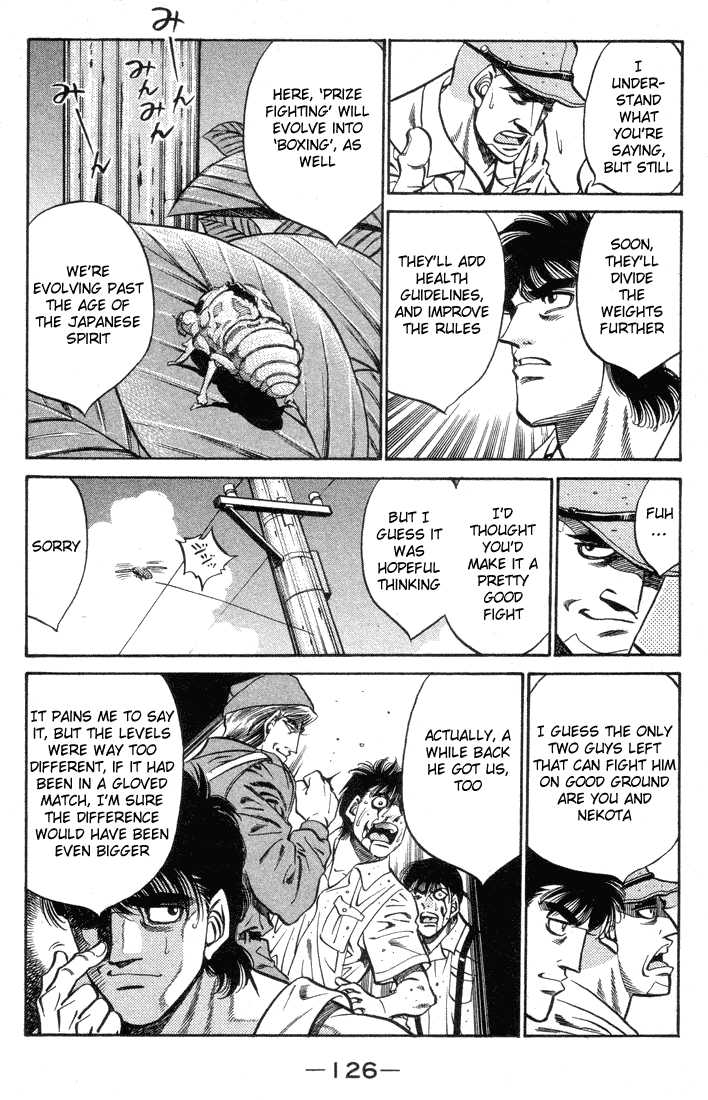 I
UNDER-
STAND
WHAT
YOU'RE
SAYING,
BUT STILL
SOON,
THEY'LL
DIVIDE
THE
WEIGHTS
FURTHER
THEY'LL ADD
HEALTH
GUIDELINES,
AND IMPROVE
THE RULES
HERE, 'PRIZE
FIGHTING' WILL
EVOLVE INTO
'BOXING', AS
WELL
みーん
みんみん
みーん
WE'RE
EVOLVING PAST
THE AGE OF
THE JAPANESE
SPIRIT
FUH
...
I'D
THOUGHT
YOU'D
MAKE IT A
PRETTY
GOOD
FIGHT
BUT I
GUESS IT
WAS
HOPEFUL
THINKING
SORRY
I GUESS THE ONLY
TWO GUYS LEFT
THAT CAN FIGHT HIM
ON GOOD GROUND
ARE YOU AND
NEKOTA
ACTUALLY, A
WHILE BACK
HE GOT US,
TOO
IT PAINS ME TO SAY
IT, BUT THE LEVELS
WERE WAY TOO
DIFFERENT, IF IT HAD
BEEN IN A GLOVED
MATCH, I'M SURE
THE DIFFERENCE
WOULD HAVE BEEN
EVEN BIGGER
—126—